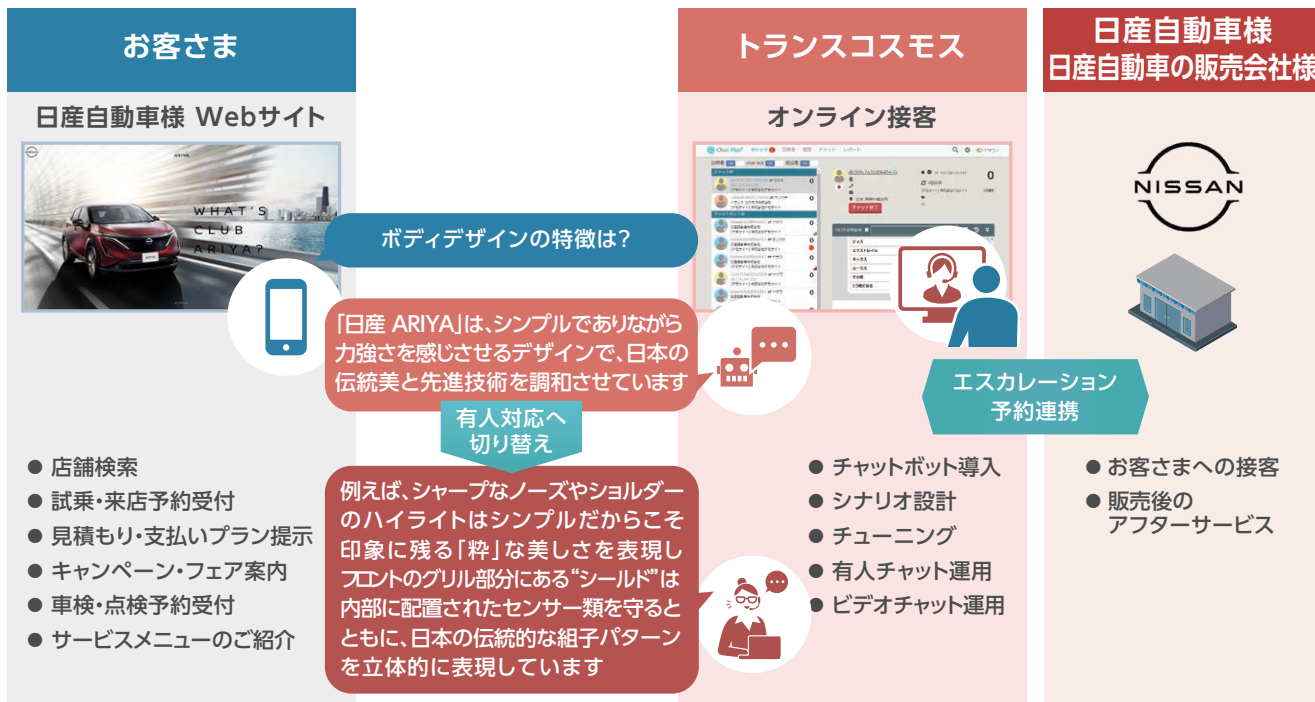 お客さま
トランスコスモス
日産自動車様
日産自動車の販売会社様
日産自動車様 Webサイト
ARIYA
WHAT'S
CLUB
ARIYA?
オンライン接客
Chat Plus
チャット終了
NISSAN
ボディデザインの特徴は?
「日産 ARIYA」は、シンプルでありながら
力強さを感じさせるデザインで、日本の
伝統美と先進技術を調和させています
有人対応へ
切り替え
例えば、シャープなノーズやショルダー
のハイライトはシンプルだからこそ
印象に残る「粋」な美しさを表現し
フロントのグリル部分にある“シールド”は
内部に配置されたセンサー類を守ると
ともに、日本の伝統的な組子パターン
を立体的に表現しています
エスカレーション
予約連携
● 店舗検索
● 試乗・来店予約受付
● 見積もり・支払いプラン提示
● キャンペーン・フェア案内
● 車検・点検予約受付
● サービスメニューのご紹介
● チャットボット導入
● シナリオ設計
● チューニング
● 有人チャット運用
● ビデオチャット運用
● お客さまへの接客
● 販売後の
アフターサービス